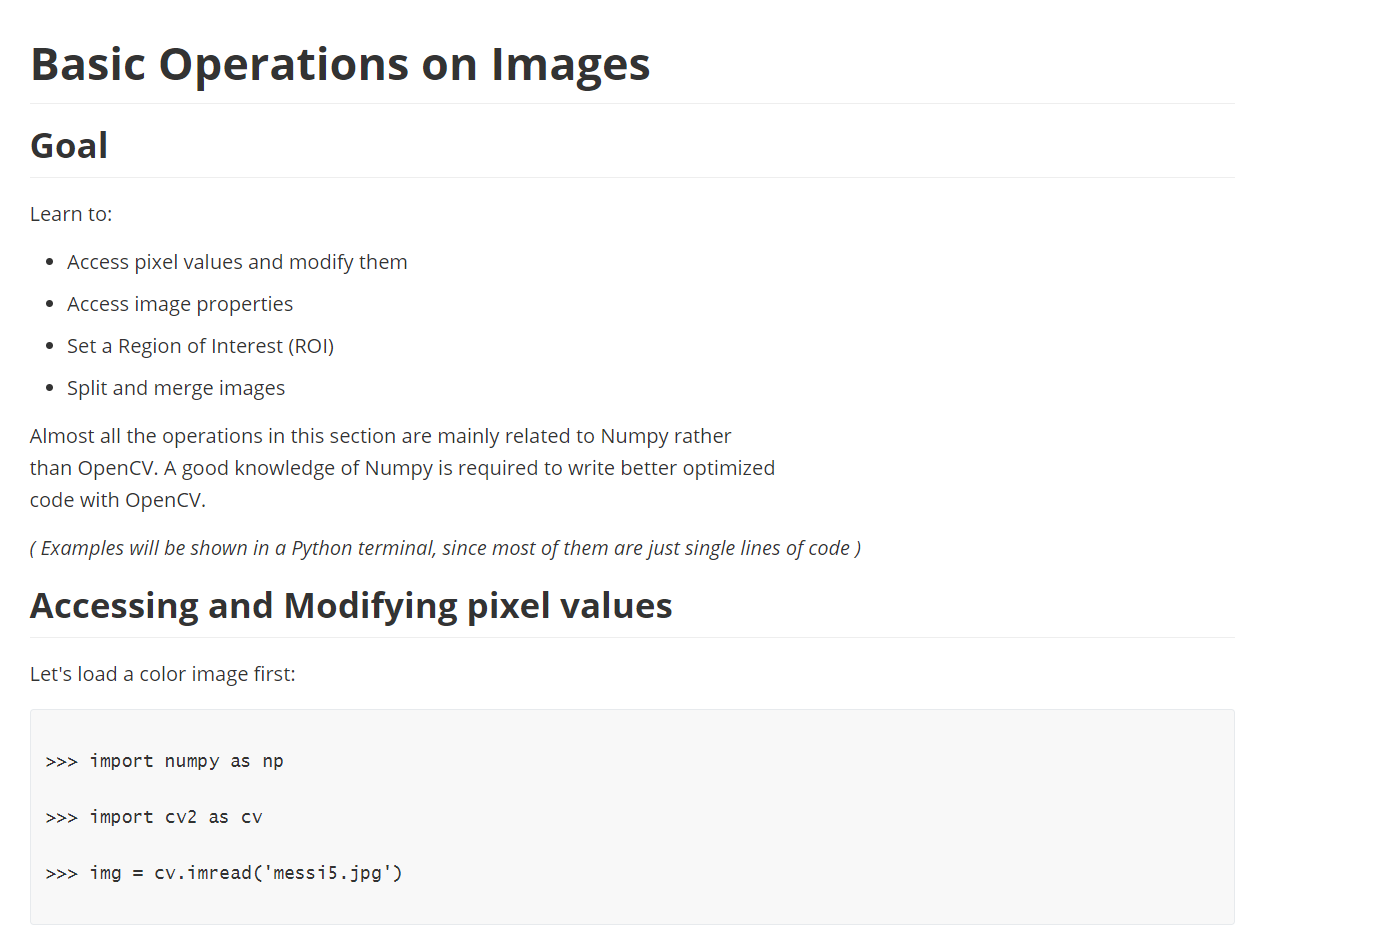 Basic Operations on Images
Goal
Learn to:
• Access pixel values and modify them
• Access image properties
• Set a Region of Interest (ROI)
• Split and merge images
Almost all the operations in this section are mainly related to Numpy rather
than OpenCV. A good knowledge of Numpy is required to write better optimized
code with OpenCV.
( Examples will be shown in a Python terminal, since most of them are just single lines of code )
Accessing and Modifying pixel values
Let's load a color image first:
>>> import numpy as np
>>> import cv2 as cv
>>> img = cv.imread('messi5.jpg')